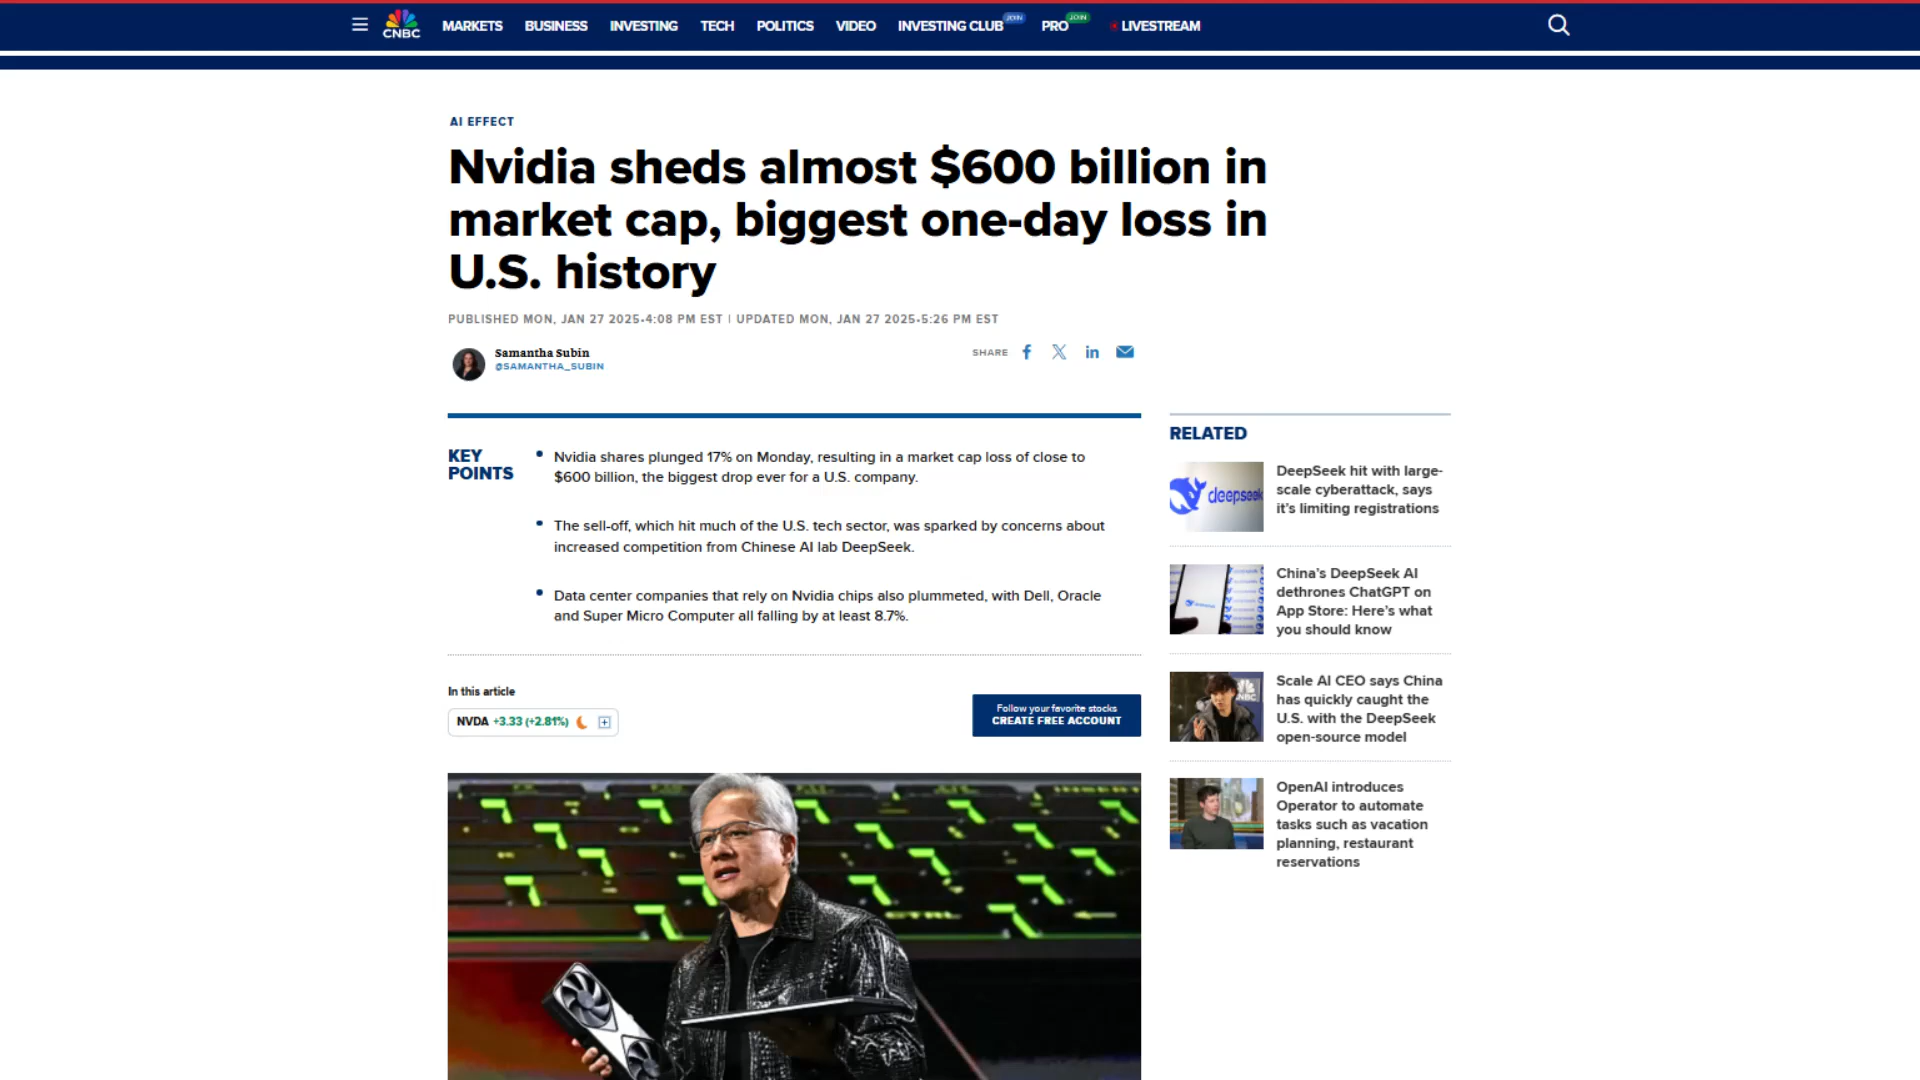 CNBC
MARKETS BUSINESS INVESTING TECH POLITICS VIDEO INVESTING CLUB JOIN PRO JOIN LIVESTREAM
AI EFFECT
Nvidia sheds almost $600 billion in
market cap, biggest one-day loss in
U.S. history
PUBLISHED MON, JAN 27 2025•4:08 PM EST | UPDATED MON, JAN 27 2025•5:26 PM EST
Samantha Subin
@SAMANTHA_SUBIN
SHARE
KEY
POINTS
Nvidia shares plunged 17% on Monday, resulting in a market cap loss of close to
$600 billion, the biggest drop ever for a U.S. company.
The sell-off, which hit much of the U.S. tech sector, was sparked by concerns about
increased competition from Chinese AI lab DeepSeek.
Data center companies that rely on Nvidia chips also plummeted, with Dell, Oracle
and Super Micro Computer all falling by at least 8.7%.
In this article
NVDA +3.33 (+2.81%)
Follow your favorite stocks
CREATE FREE ACCOUNT
CTRL
RELATED
deepseek
DeepSeek hit with large-
scale cyberattack, says
it’s limiting registrations
China’s DeepSeek AI
dethrones ChatGPT on
App Store: Here’s what
you should know
Scale AI CEO says China
has quickly caught the
U.S. with the DeepSeek
open-source model
OpenAI introduces
Operator to automate
tasks such as vacation
planning, restaurant
reservations